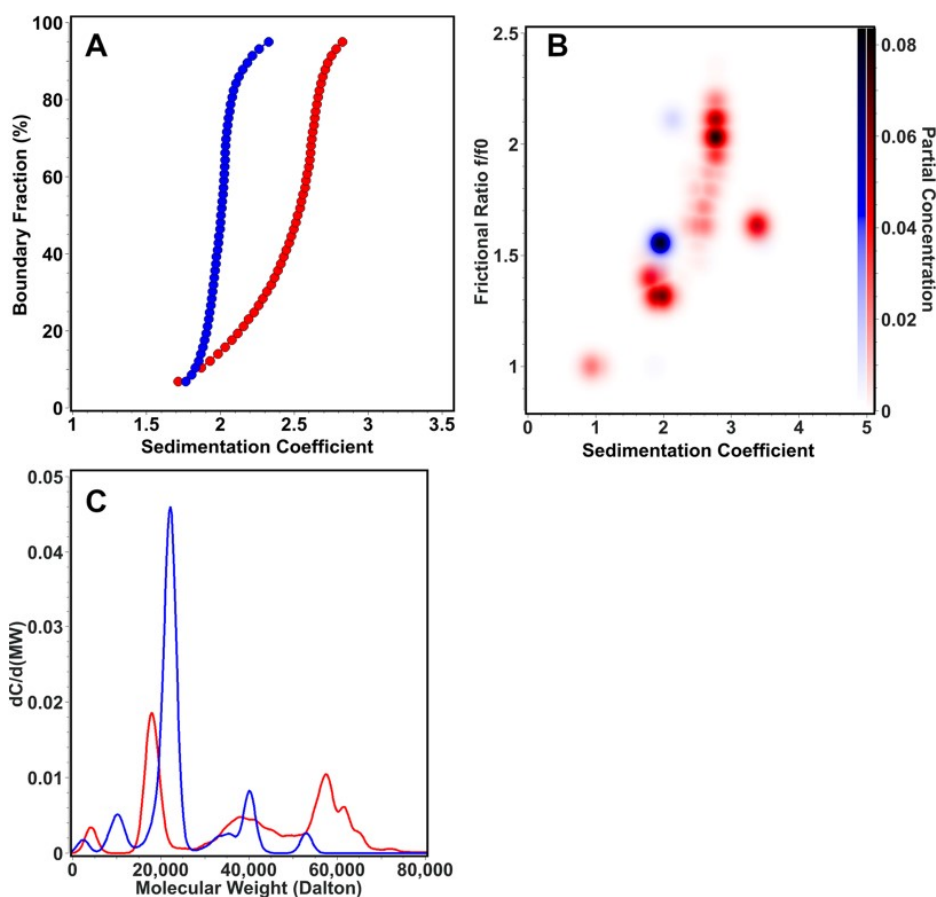 A
100
80
60
40
20
0
Boundary Fraction (%)
1 1.5 2 2.5 3 3.5
Sedimentation Coefficient
B
2.5
2
1.5
1
Frictional Ratio f/f0
0 1 2 3 4 5
Sedimentation Coefficient
0.08
0.06
0.04
0.02
0
Partial Concentration
C
0.05
0.04
0.03
0.02
0.01
0
dC/d(MW)
0 20,000 40,000 60,000 80,000
Molecular Weight (Dalton)